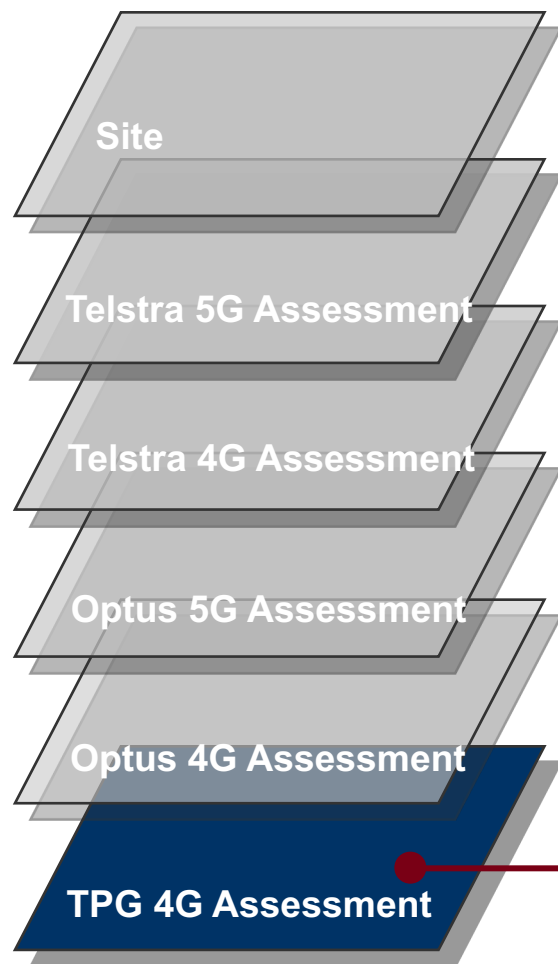 Site
Telstra 5G Assessment
Telstra 4G Assessment
Optus 5G Assessment
Optus 4G Assessment
TPG 4G Assessment